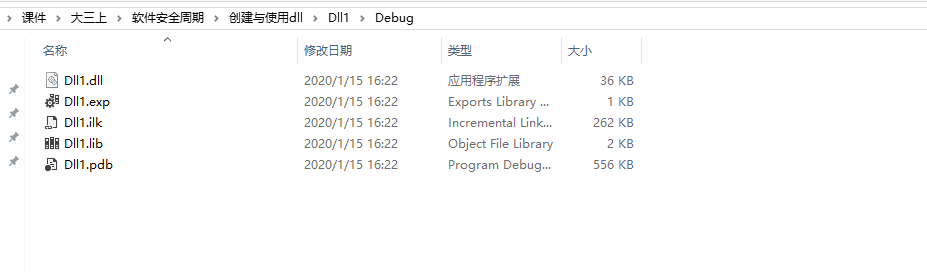 课件 › 大三上 › 软件安全周期 › 创建与使用dll › Dll1 › Debug
名称 修改日期 类型 大小
Dll1.dll 2020/1/15 16:22 应用程序扩展 36 KB
Dll1.exp 2020/1/15 16:22 Exports Library ... 1 KB
Dll1.ilk 2020/1/15 16:22 Incremental Link... 262 KB
Dll1.lib 2020/1/15 16:22 Object File Library 2 KB
Dll1.pdb 2020/1/15 16:22 Program Debug... 556 KB